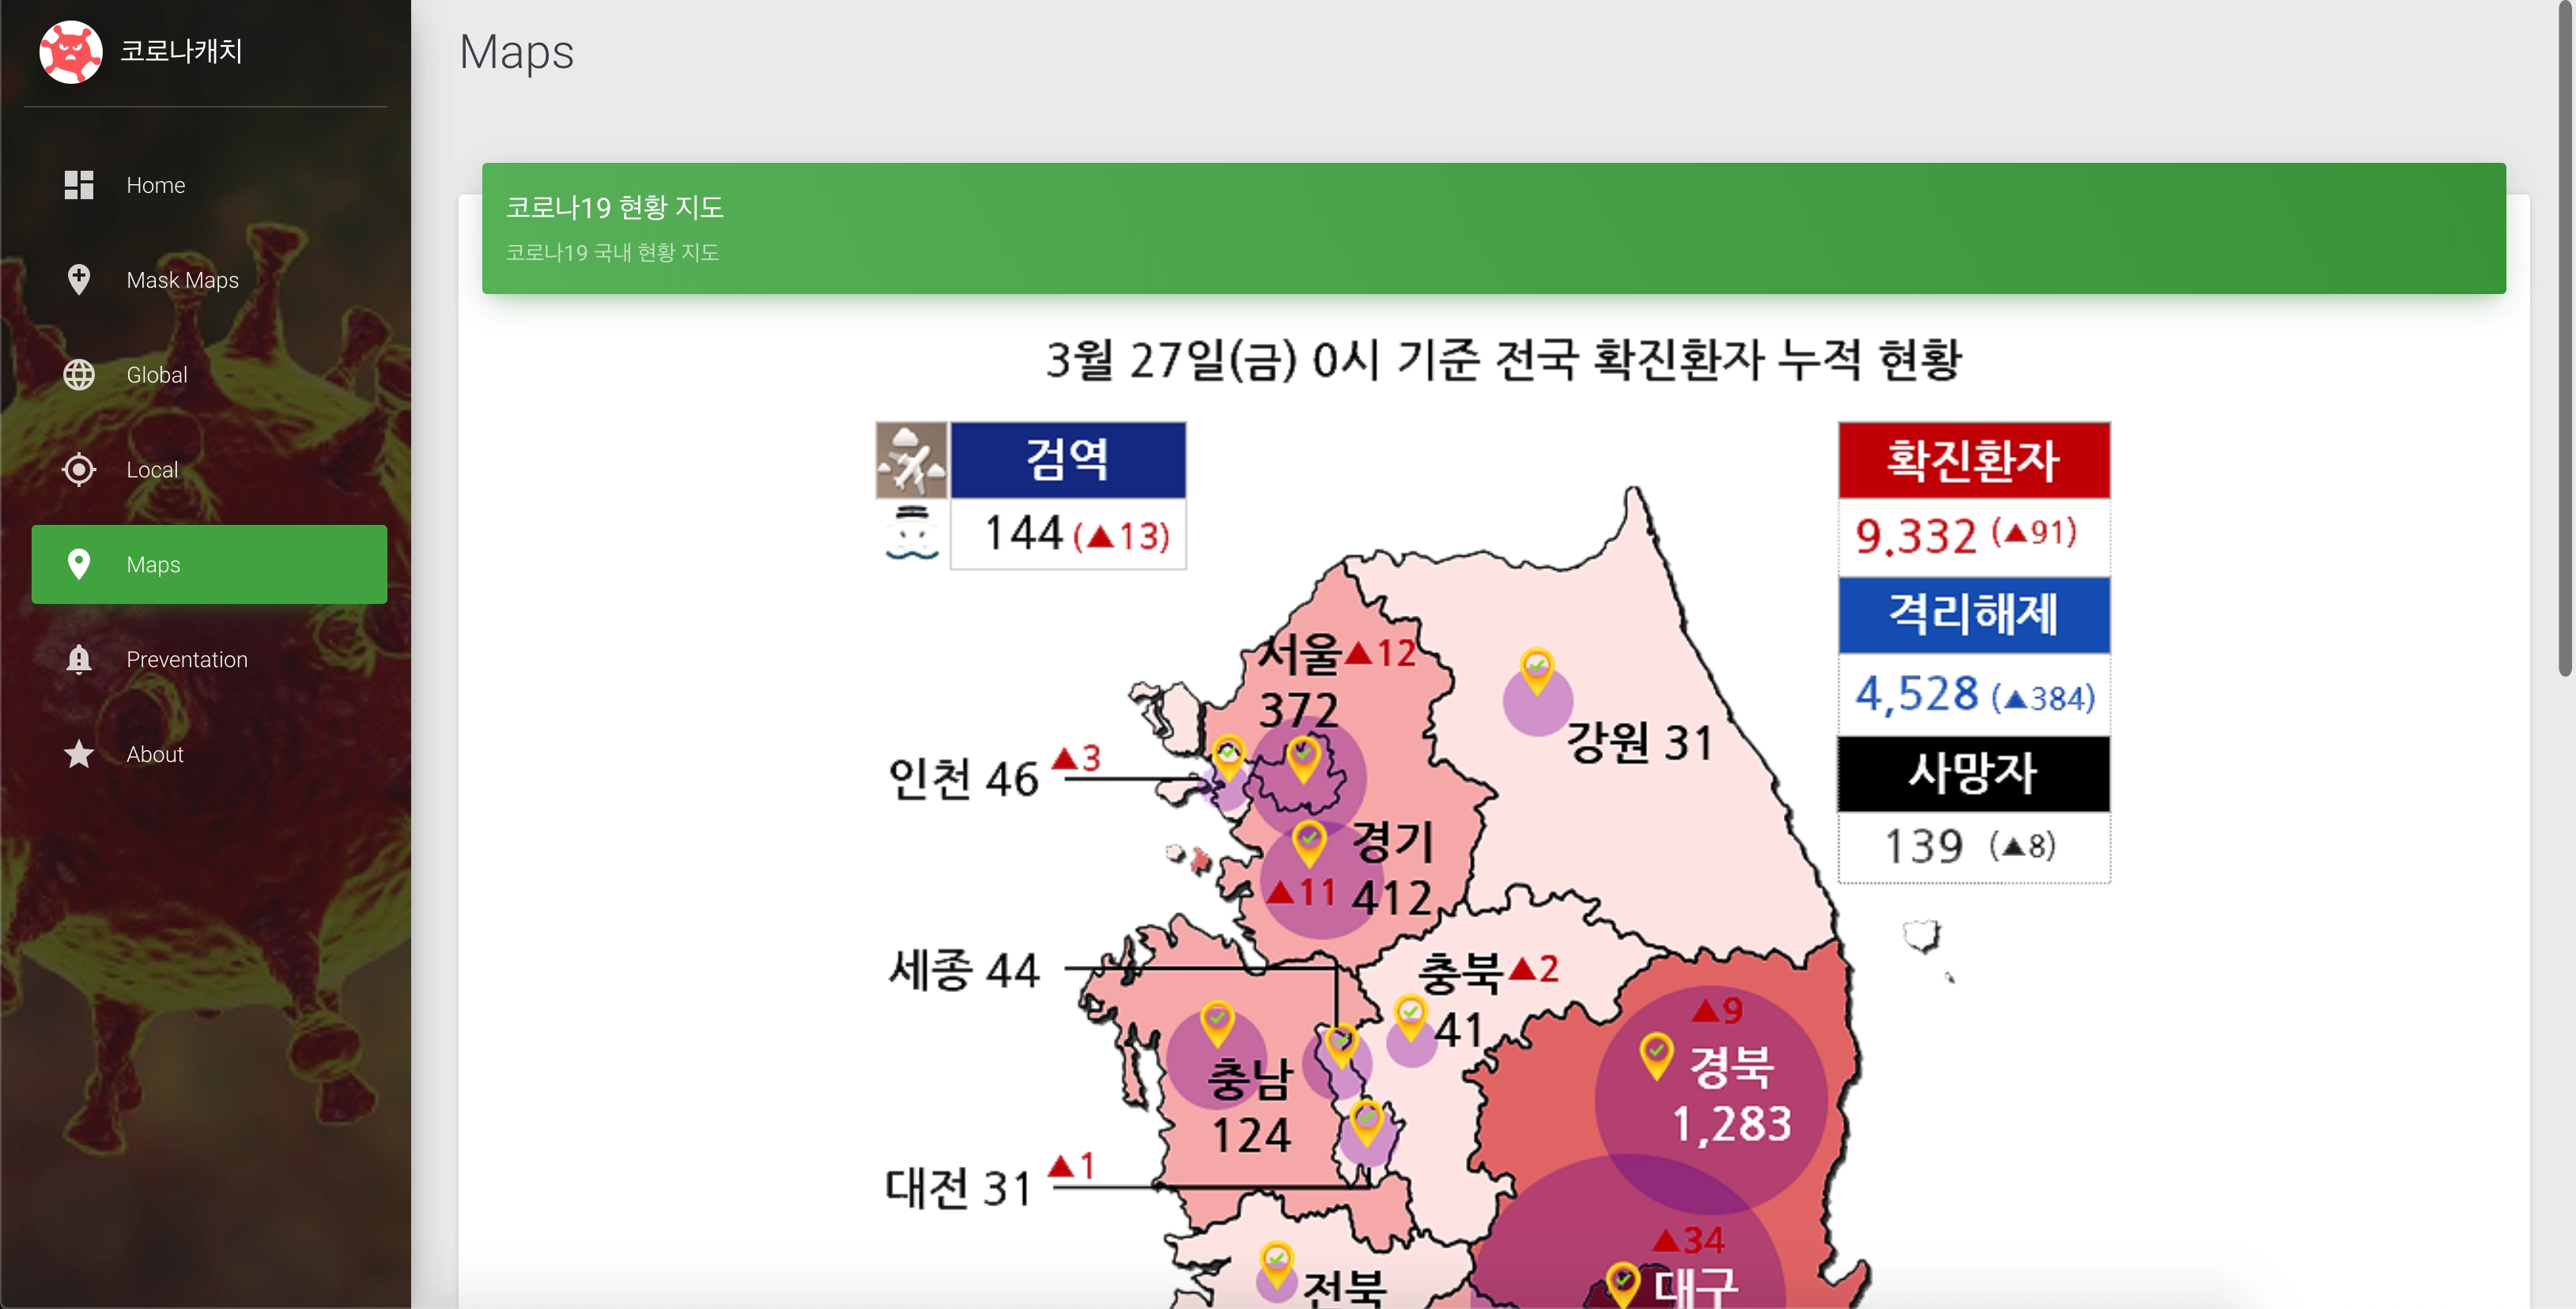 코로나캐치
Home
Mask Maps
Global
Local
Maps
Preventation
About
Maps
코로나19 현황 지도
코로나19 국내 현황 지도
3월 27일(금) 0시 기준 전국 확진환자 누적 현황
검역
144 (▲13)
확진환자
9.332 (▲91)
격리해제
4,528 (▲384)
사망자
139 (▲8)
서울▲12
372
강원 31
인천 46 ▲3
경기
▲11 412
세종 44
충북▲2
41
▲9
경북
1,283
충남
124
대전 31 ▲1
▲34
대구
전북